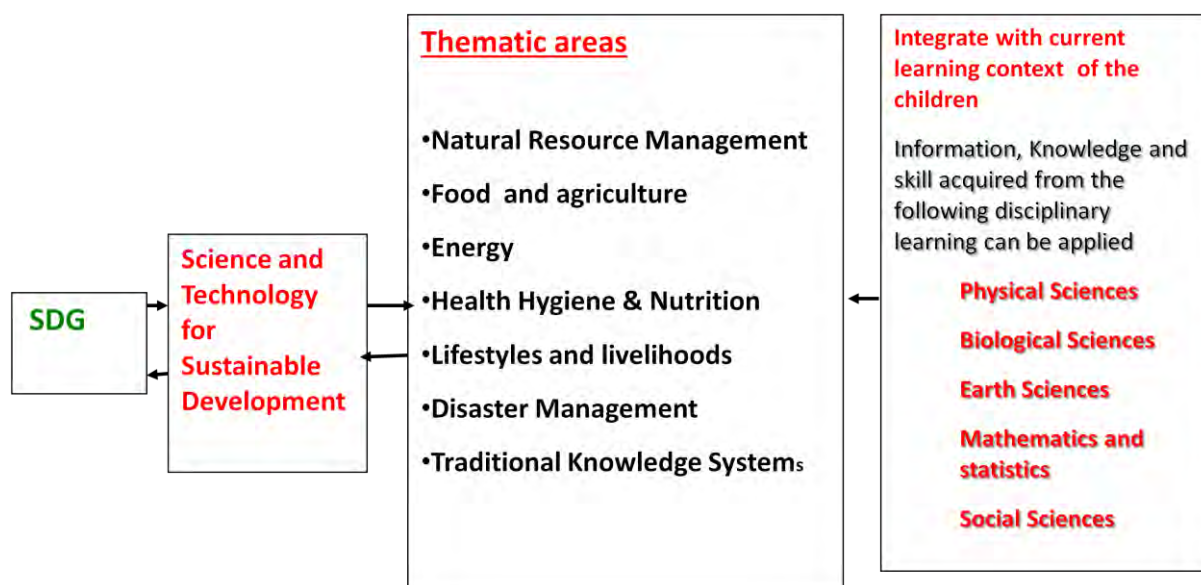 SDG
Science and
Technology
for
Sustainable
Development
Thematic areas
•Natural Resource Management
•Food and agriculture
•Energy
•Health Hygiene & Nutrition
•Lifestyles and livelihoods
•Disaster Management
•Traditional Knowledge Systems
Integrate with current
learning context of the
children
Information, Knowledge and
skill acquired from the
following disciplinary
learning can be applied
Physical Sciences
Biological Sciences
Earth Sciences
Mathematics and
statistics
Social Sciences